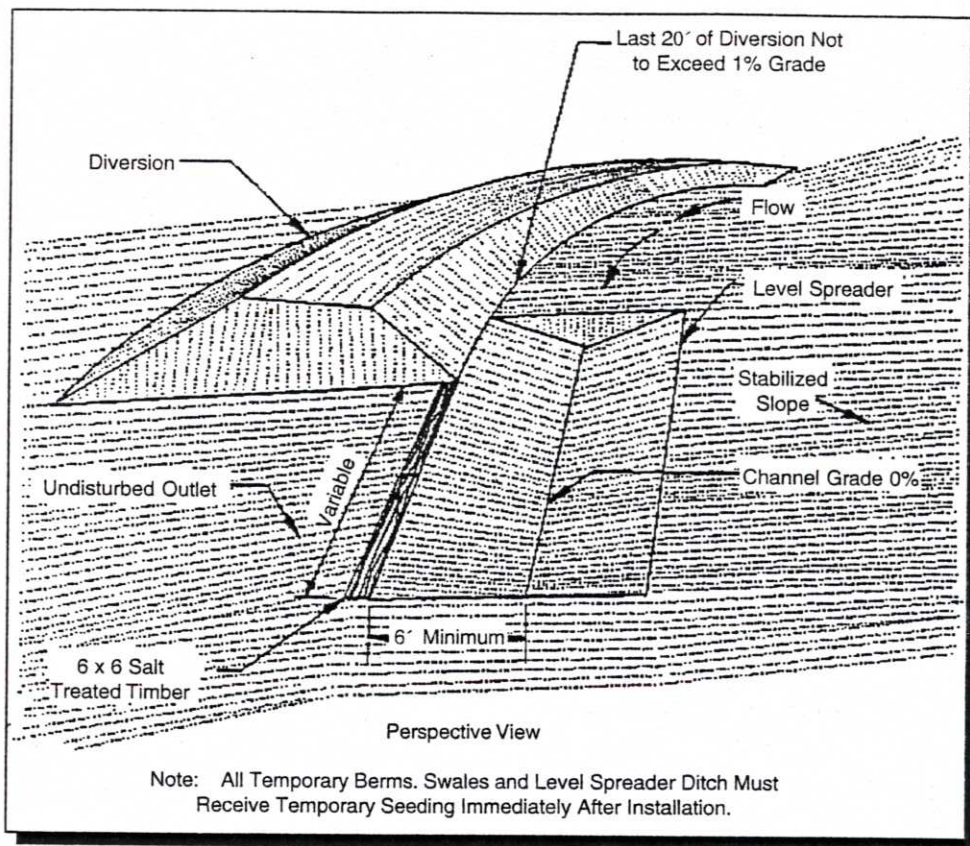 Last 20´ of Diversion Not
to Exceed 1% Grade
Diversion
Flow
Level Spreader
Stabilized
Slope
Undisturbed Outlet
Variable
Channel Grade 0%
6´ Minimum
6 x 6 Salt
Treated Timber
Perspective View
Note: All Temporary Berms. Swales and Level Spreader Ditch Must
Receive Temporary Seeding Immediately After Installation.